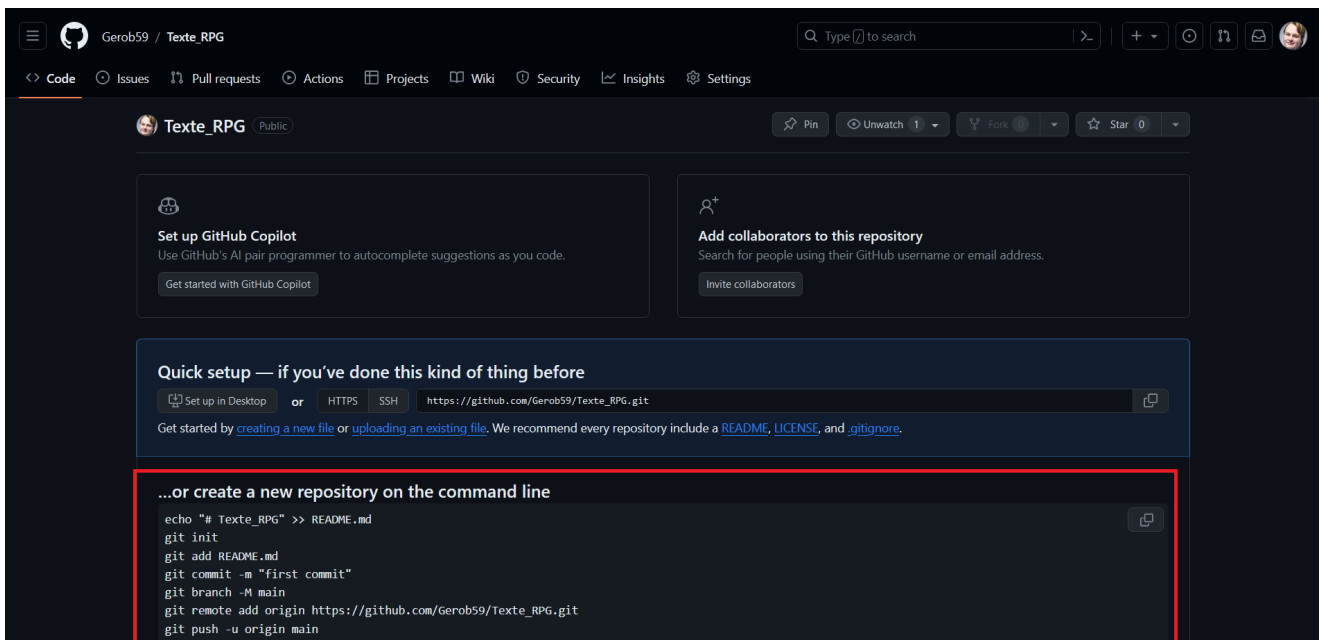 Gerob59 / Texte_RPG
Type / to search
Code Issues Pull requests Actions Projects Wiki Security Insights Settings
Texte_RPG Public
Pin Unwatch 1 Fork 0 Star 0
Set up GitHub Copilot
Use GitHub's AI pair programmer to autocomplete suggestions as you code.
Get started with GitHub Copilot
Add collaborators to this repository
Search for people using their GitHub username or email address.
Invite collaborators
Quick setup — if you've done this kind of thing before
Set up in Desktop or HTTPS SSH https://github.com/Gerob59/Texte_RPG.git
Get started by creating a new file or uploading an existing file. We recommend every repository include a README, LICENSE, and .gitignore.
...or create a new repository on the command line
echo "# Texte_RPG" >> README.md
git init
git add README.md
git commit -m "first commit"
git branch -M main
git remote add origin https://github.com/Gerob59/Texte_RPG.git
git push -u origin main